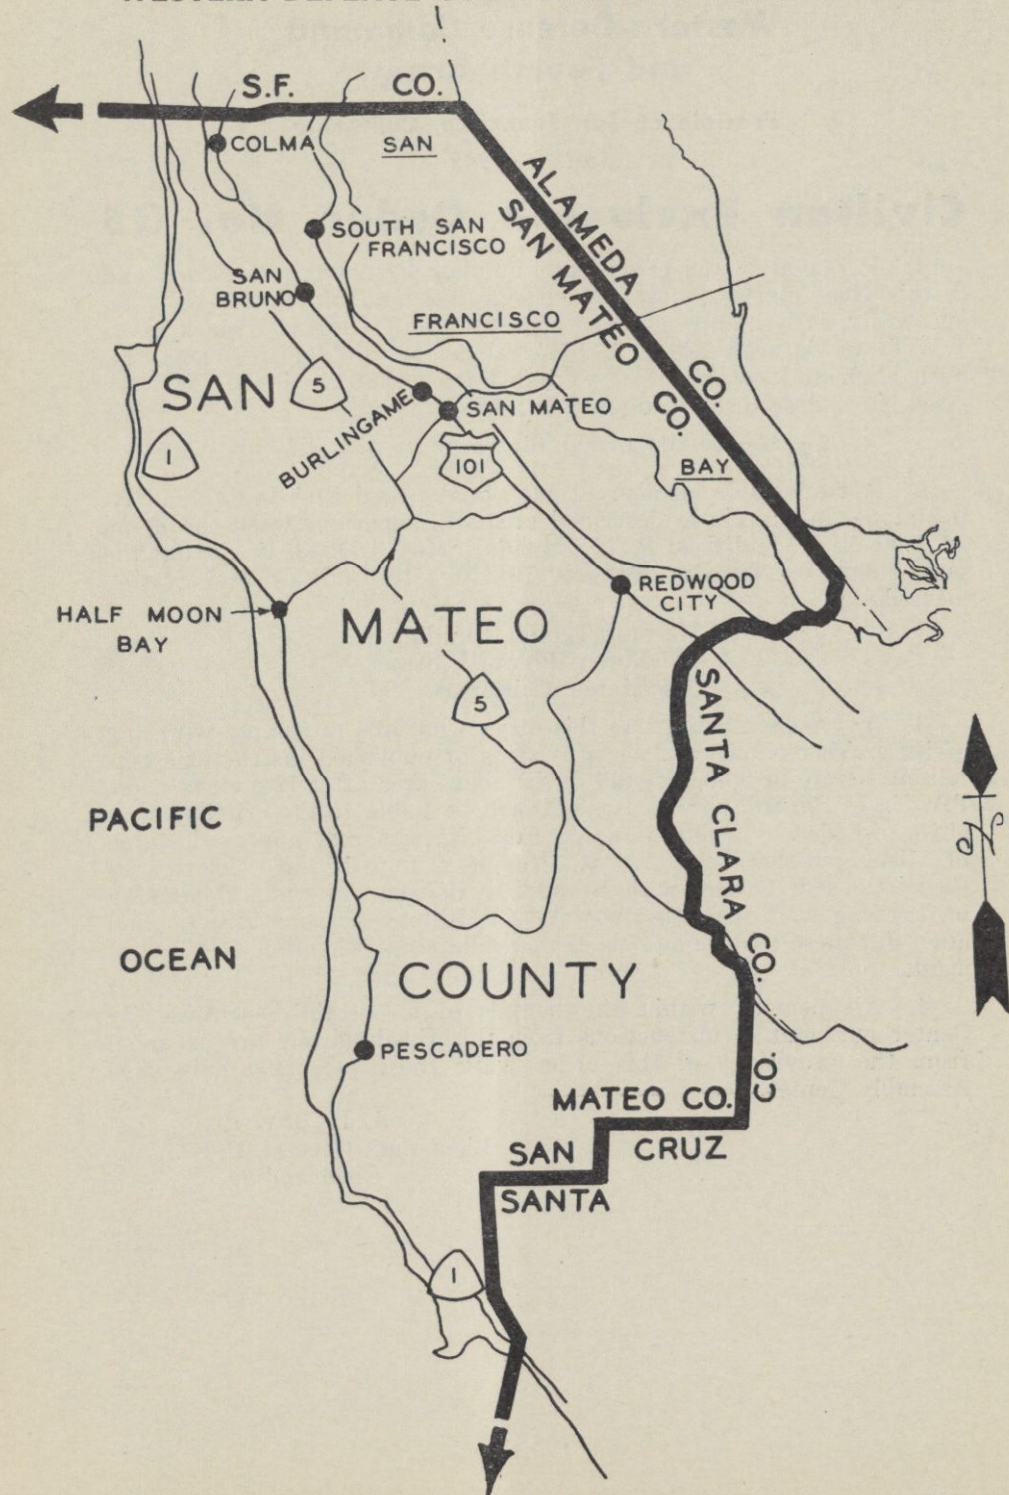 S.F. CO.
COLMA
SAN
ALAMEDA CO.
SAN MATEO CO.
SOUTH SAN
FRANCISCO
SAN
BRUNO
FRANCISCO
SAN
5
BURLINGAME
SAN MATEO
1
101
BAY
REDWOOD
CITY
HALF MOON
BAY
MATEO
5
SANTA CLARA CO.
PACIFIC
OCEAN
COUNTY
PESCADERO
MATEO CO.
CO.
SAN
CRUZ
SANTA
1